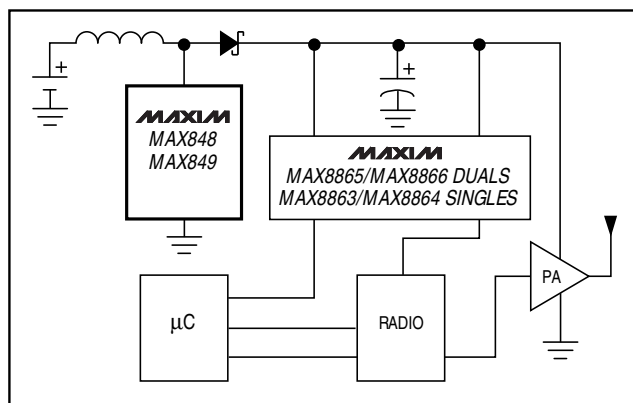 +
+
MAXIM
MAX848
MAX849
MAXIM
MAX8865/MAX8866 DUALS
MAX8863/MAX8864 SINGLES
PA
µC
RADIO